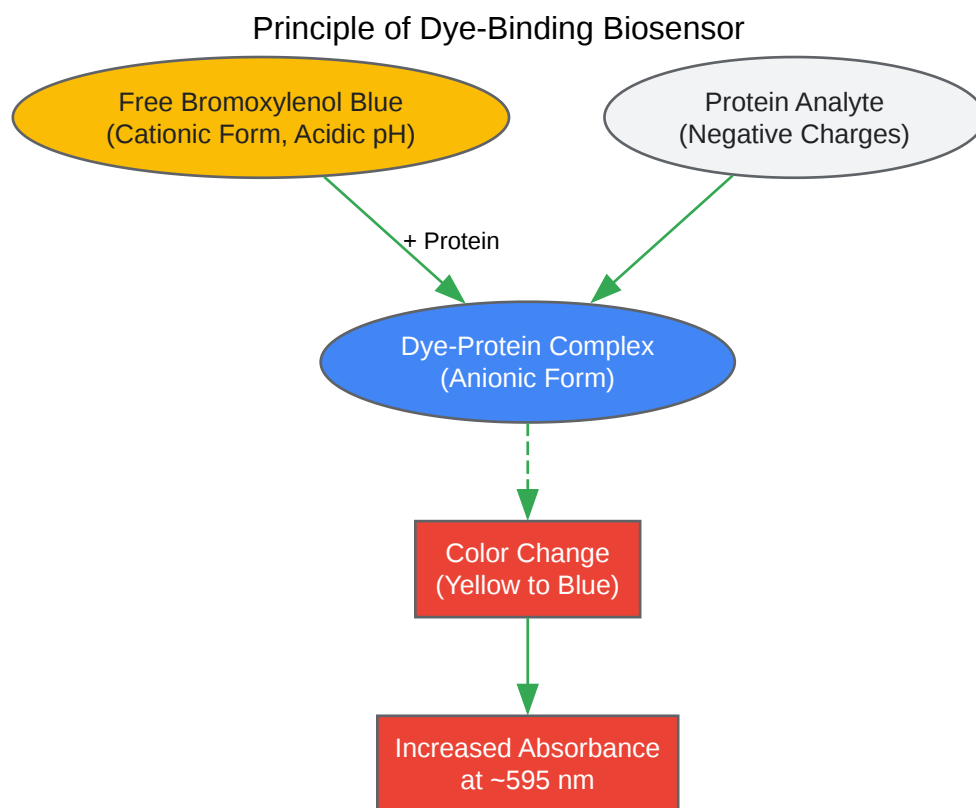 Principle of Dye-Binding Biosensor
Free Bromoxylenol Blue
(Cationic Form, Acidic pH)
Protein Analyte
(Negative Charges)
+ Protein
Dye-Protein Complex
(Anionic Form)
Color Change
(Yellow to Blue)
Increased Absorbance
at ~595 nm